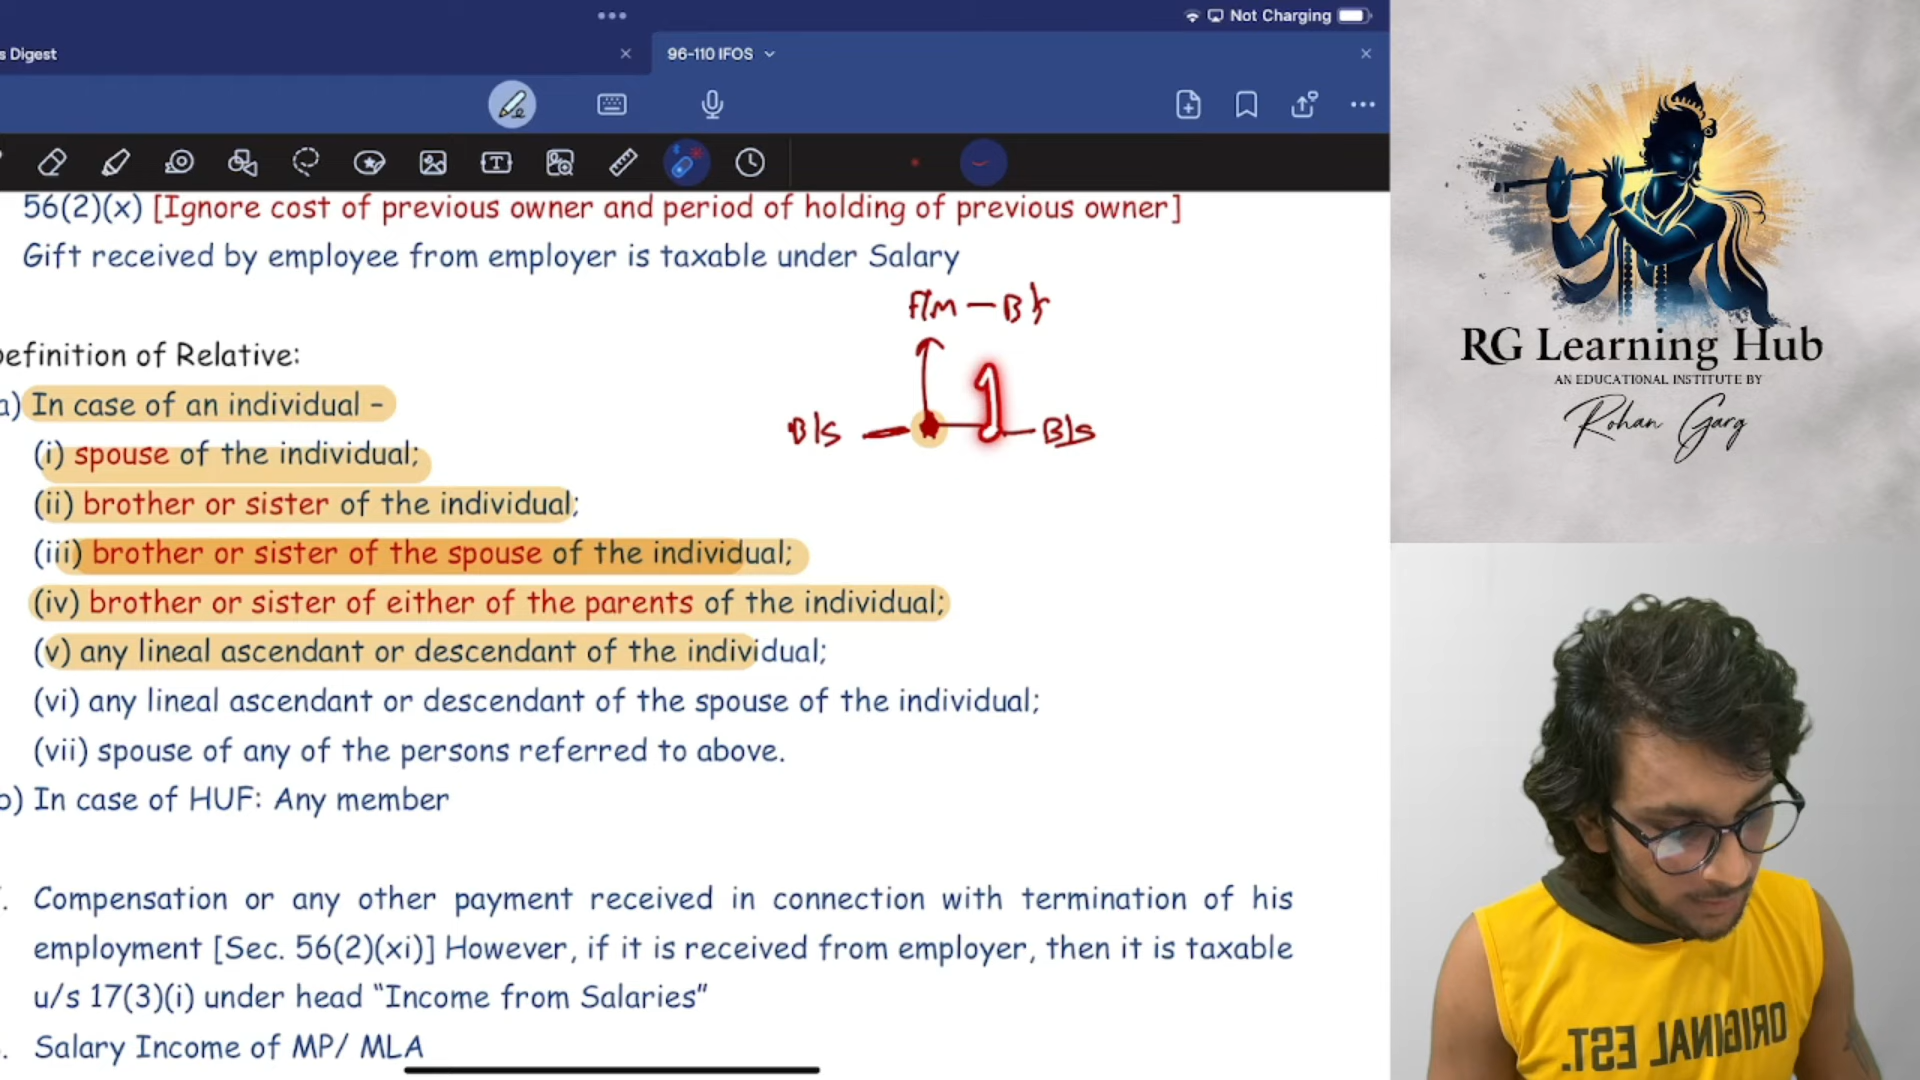 Not Charging
s Digest
96-110 IFOS
56(2)(x) [Ignore cost of previous owner and period of holding of previous owner]
Gift received by employee from employer is taxable under Salary
F/M – B/s
Definition of Relative:
a) In case of an individual –
B/s
B/s
(i) spouse of the individual;
(ii) brother or sister of the individual;
(iii) brother or sister of the spouse of the individual;
(iv) brother or sister of either of the parents of the individual;
(v) any lineal ascendant or descendant of the individual;
(vi) any lineal ascendant or descendant of the spouse of the individual;
(vii) spouse of any of the persons referred to above.
b) In case of HUF: Any member
. Compensation or any other payment received in connection with termination of his
employment [Sec. 56(2)(xi)] However, if it is received from employer, then it is taxable
u/s 17(3)(i) under head “Income from Salaries”
. Salary Income of MP/ MLA
RG Learning Hub
AN EDUCATIONAL INSTITUTE BY
Rohan Garg
ORIGINAL EST.